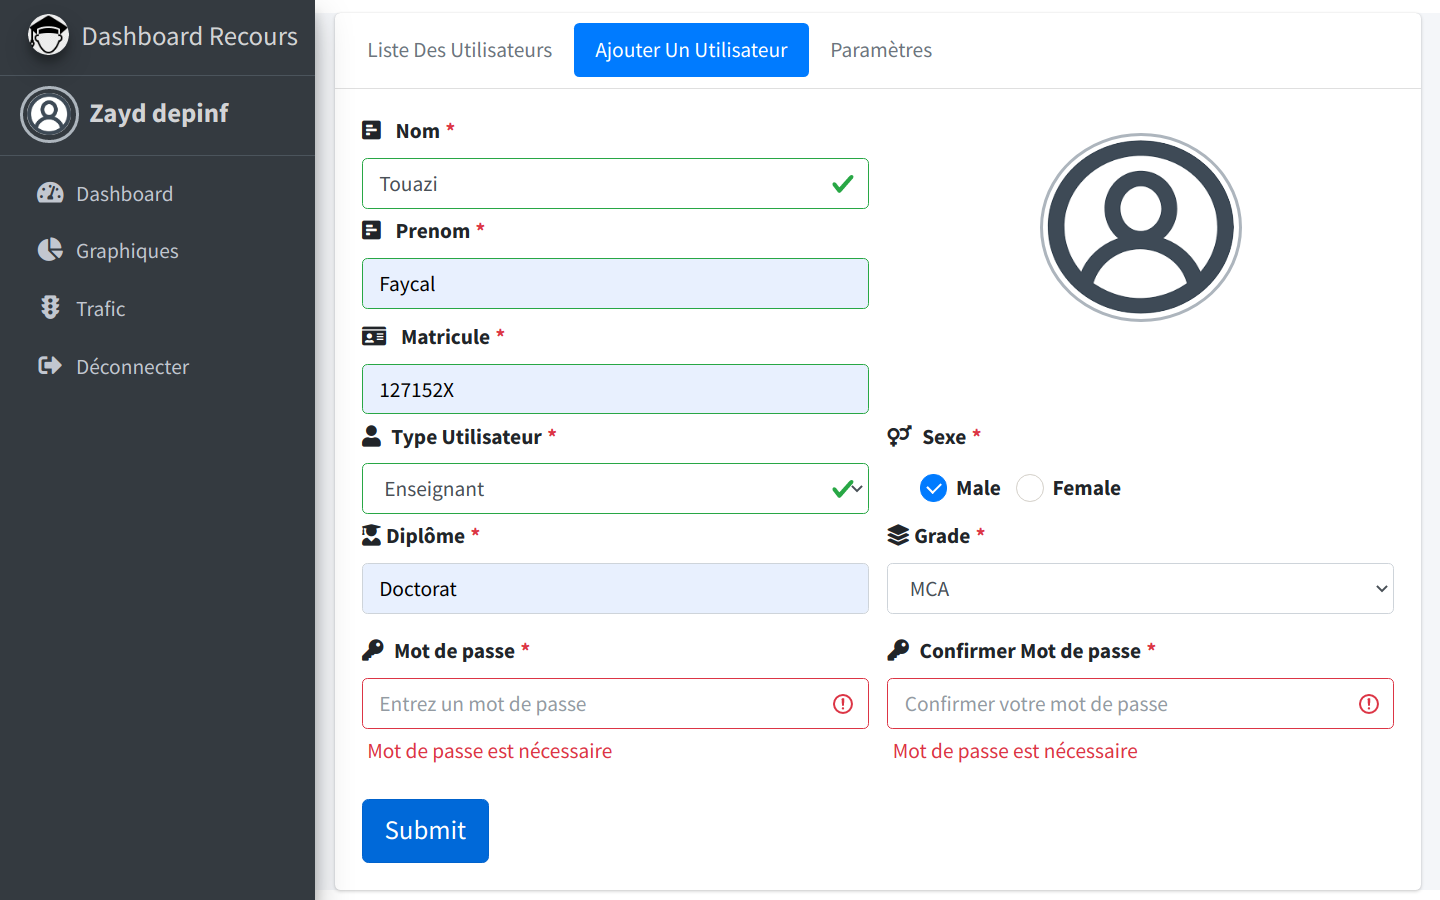 Dashboard Recours
Zayd depinf
Dashboard
Graphiques
Trafic
Déconnecter
Liste Des Utilisateurs
Ajouter Un Utilisateur
Paramètres
Nom *
Touazi
Prenom *
Faycal
Matricule *
127152X
Type Utilisateur *
Enseignant
Sexe *
Male
Female
Diplôme *
Doctorat
Grade *
MCA
Mot de passe *
Entrez un mot de passe
Mot de passe est nécessaire
Confirmer Mot de passe *
Confirmer votre mot de passe
Mot de passe est nécessaire
Submit